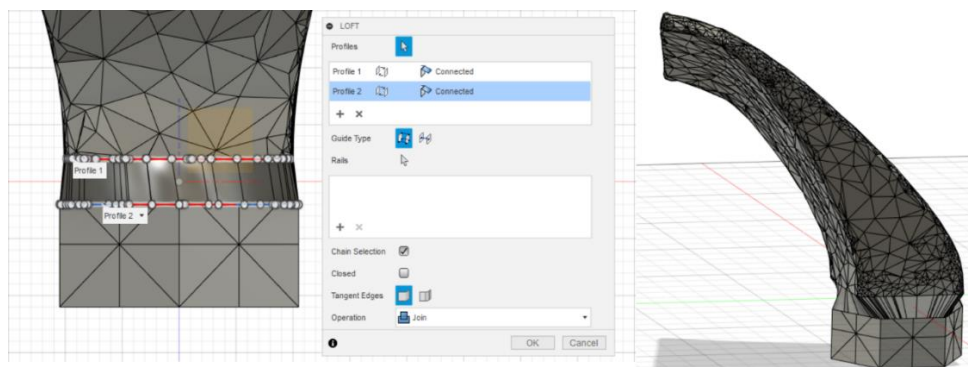 LOFT
Profiles
Profile 1 Connected
Profile 2 Connected
Guide Type
Rails
Chain Selection
Closed
Tangent Edges
Operation Join
OK Cancel
Profile 1
Profile 2